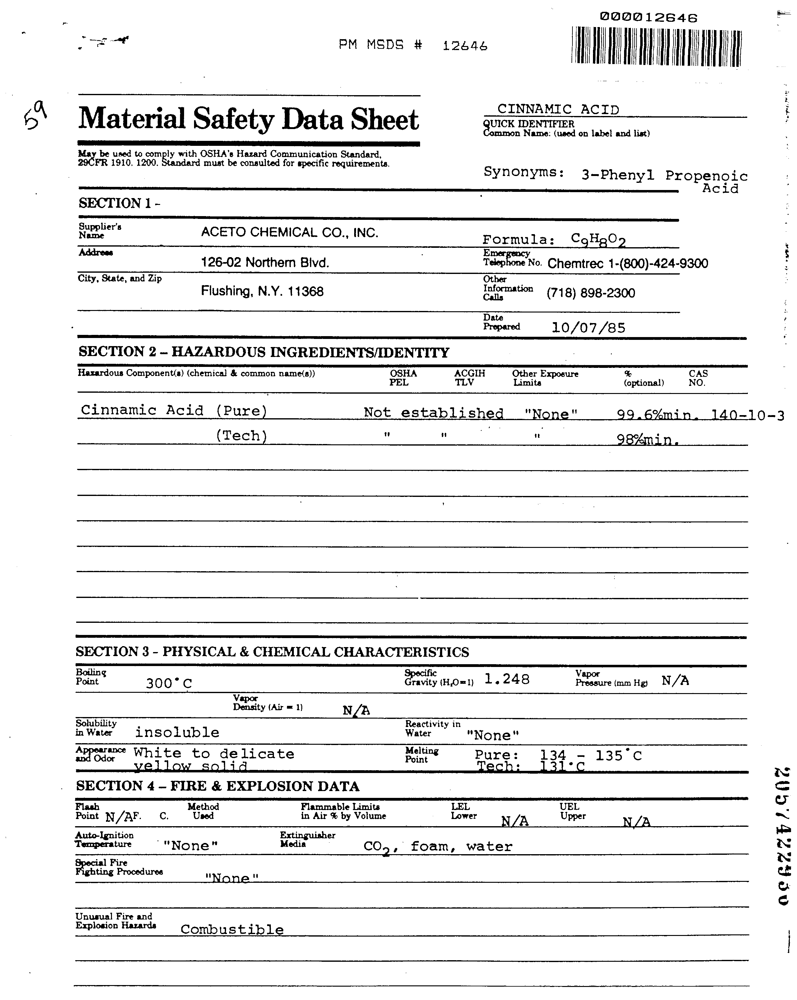 000012646
PM MSDS # 12646
59
Material Safety Data Sheet
May be used to comply with OSHA's Hazard Communication Standard,
29CFR 1910. 1200. Standard must be consulted for specific requirements.
CINNAMIC ACID
QUICK IDENTIFIER
Common Name: (used on label and list)
Synonyms: 3-Phenyl Propenoic
Acid
SECTION 1 -
Supplier's
Name
ACETO CHEMICAL CO., INC.
Formula: C9H8O2
Address
126-02 Northern Blvd.
Emergency
Telephone No. Chemtrec 1-(800)-424-9300
City, State, and Zip
Flushing, N.Y. 11368
Other
Information
Calls
(718) 898-2300
Date
Prepared 10/07/85
SECTION 2 - HAZARDOUS INGREDIENTS/IDENTITY
Hazardous Component(s) (chemical & common name(s)) OSHA PEL ACGIH TLV Other Exposure Limits % (optional) CAS NO.
Cinnamic Acid (Pure) Not established "None" 99.6%min. 140-10-3
(Tech) " " " 98%min.
SECTION 3 - PHYSICAL & CHEMICAL CHARACTERISTICS
Boiling
Point 300°C
Specific
Gravity (H2O=1) 1.248
Vapor
Pressure (mm Hg) N/A
Vapor
Density (Air = 1) N/A
Solubility
in Water insoluble
Reactivity in
Water "None"
Appearance
and Odor
White to delicate
yellow solid
Melting
Point
Pure: 134 - 135°C
Tech: 131°C
SECTION 4 - FIRE & EXPLOSION DATA
Flash
Point N/A F. C.
Method
Used
Flammable Limits
in Air % by Volume
LEL
Lower N/A
UEL
Upper N/A
Auto-Ignition
Temperature "None"
Extinguisher
Media CO2, foam, water
Special Fire
Fighting Procedures
"None"
Unusual Fire and
Explosion Hazards Combustible